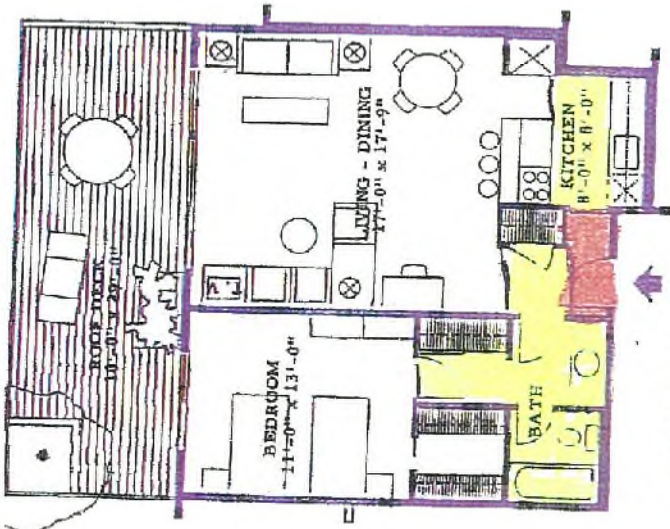 ROOF DECK
LIVING - DINING
17'-0" x 17'-9"
KITCHEN
8'-0" x 8'-0"
BEDROOM
11'-0" x 13'-0"
BATH